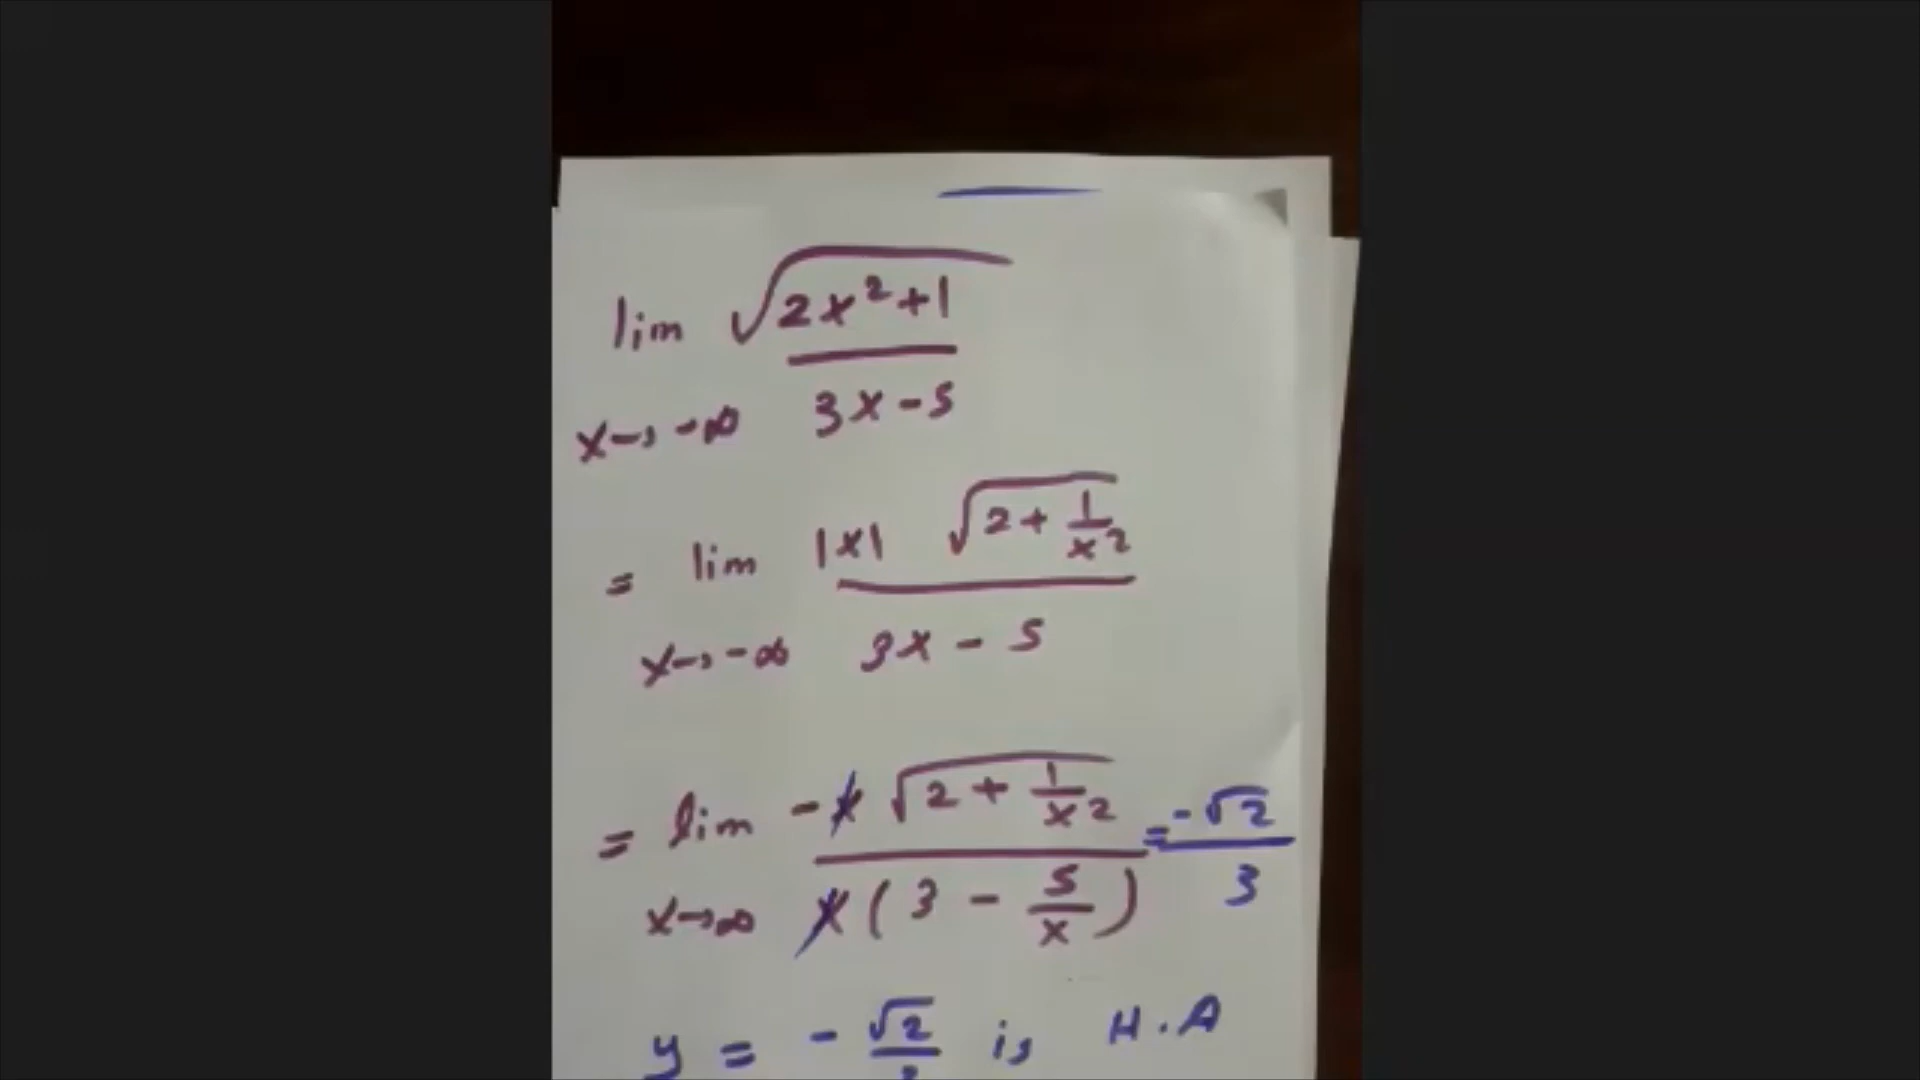 lim √(2x²+1)
x→-∞ 3x-5
= lim |x| √(2+1/x²)
x→-∞ 3x-5
= lim -x √(2+1/x²) = -√2/3
x→∞ x(3-5/x)
y = -√2/3 is H.A